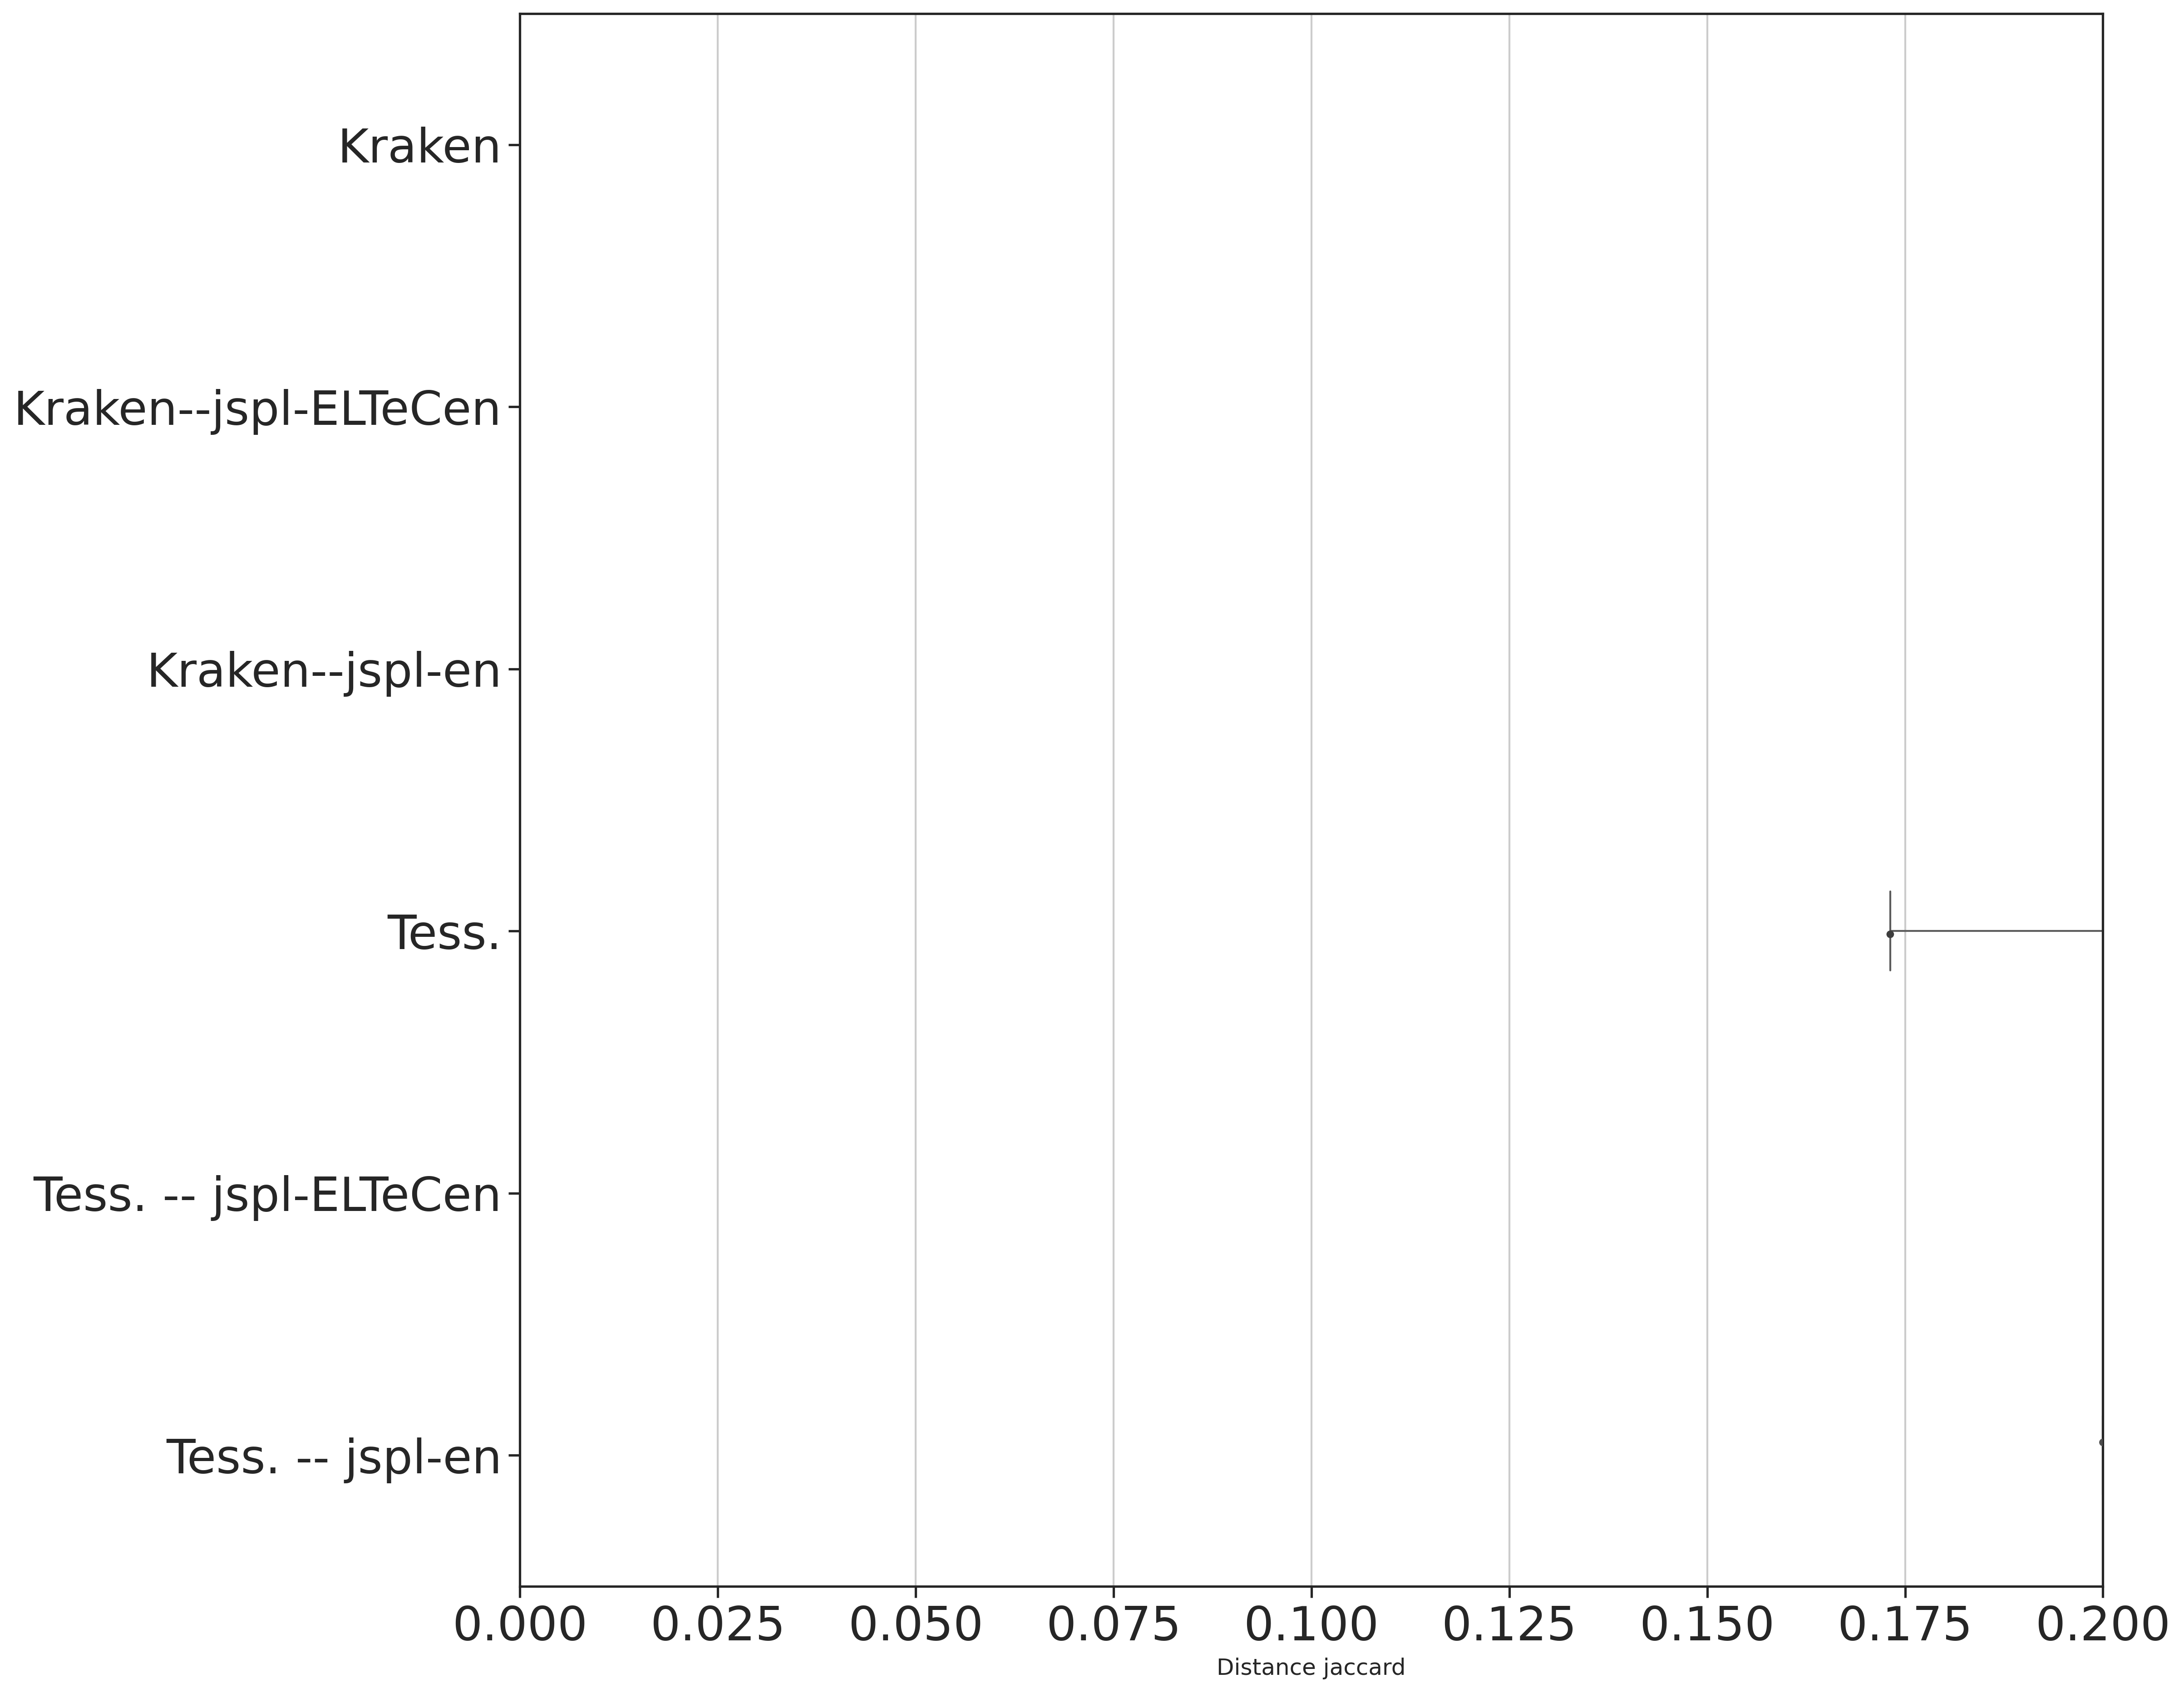 Kraken
Kraken--jspl-ELTeCen
Kraken--jspl-en
Tess.
Tess. -- jspl-ELTeCen
Tess. -- jspl-en
0.000 0.025 0.050 0.075 0.100 0.125 0.150 0.175 0.200
Distance jaccard